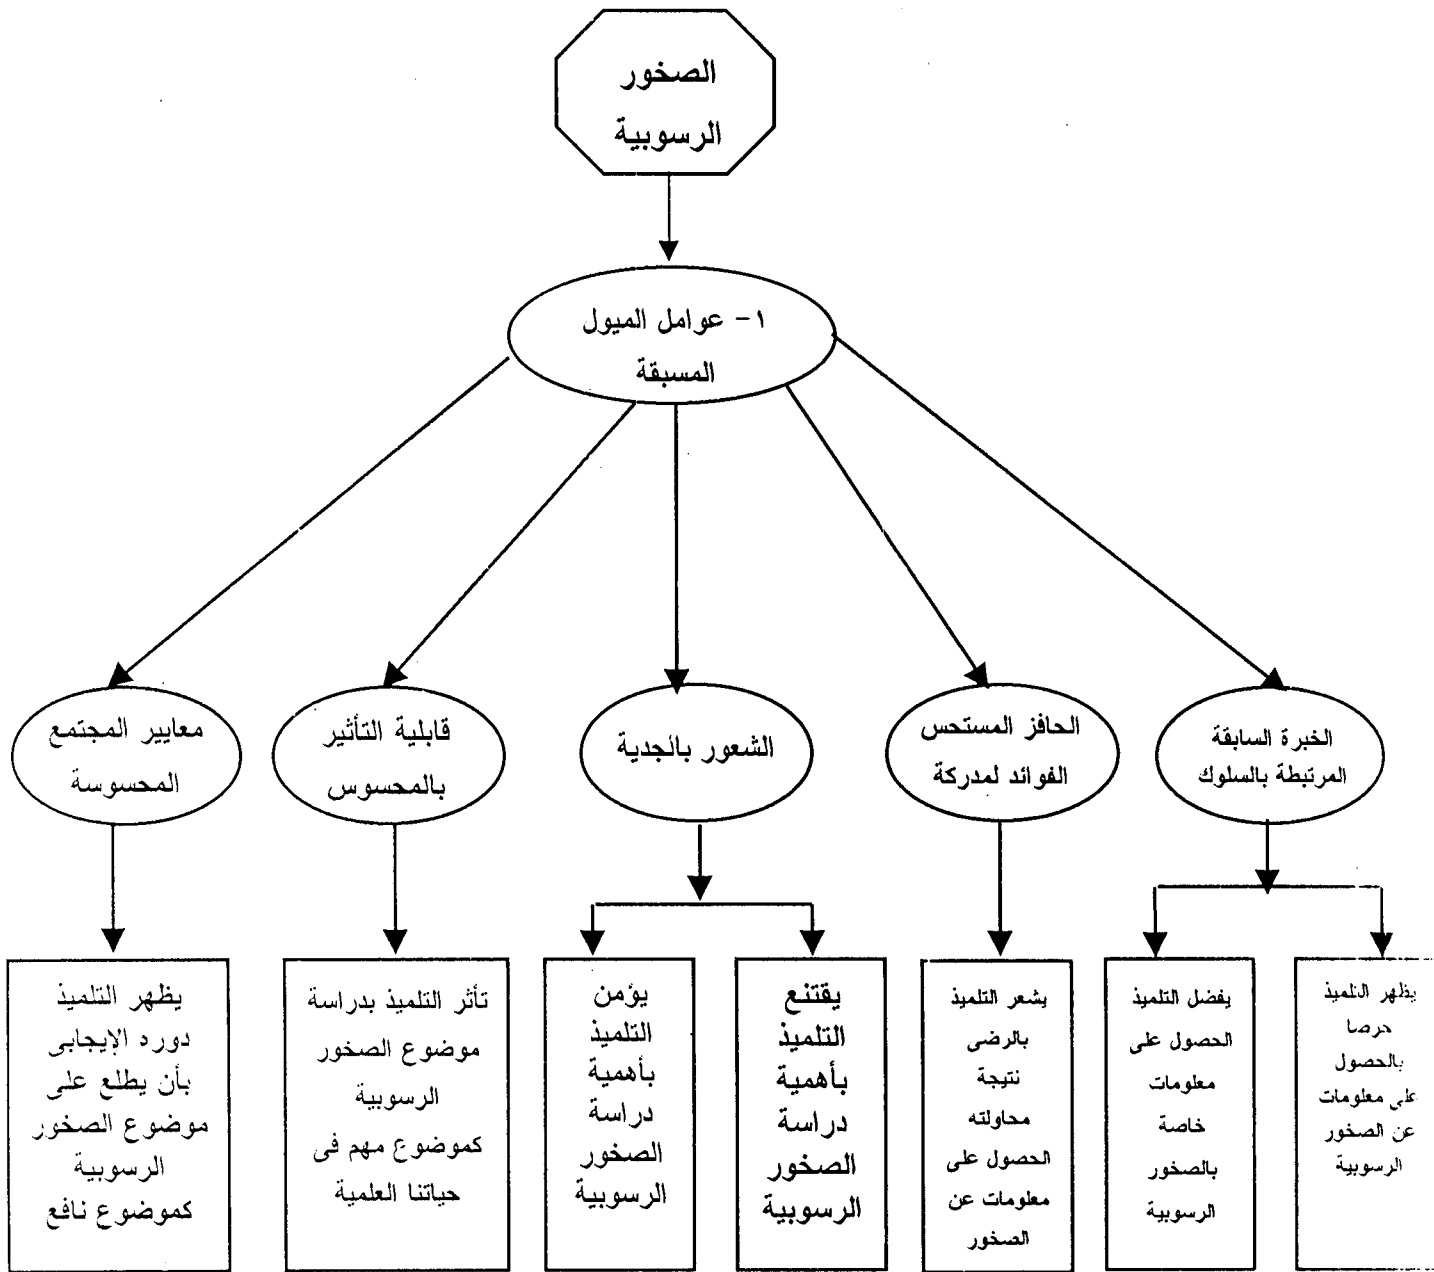 الصخور
الرسوبية
١- عوامل الميول
المسبقة
الخبرة السابقة
المرتبطة بالسلوك
الحافز المستحس
الفوائد لمدركة
الشعور بالجدية
قابلية التأثير
بالمحسوس
معايير المجتمع
المحسوسة
يظهر التلميذ
حرصا
بالحصول
على معلومات
عن الصخور
الرسوبية
يفضل التلميذ
الحصول على
معلومات
خاصة
بالصخور
الرسوبية
يشعر التلميذ
بالرضى
نتيجة
محاولته
الحصول على
معلومات عن
الصخور
يقتنع
التلميذ
بأهمية
دراسة
الصخور
الرسوبية
يؤمن
التلميذ
بأهمية
دراسة
الصخور
الرسوبية
تأثر التلميذ بدراسة
موضوع الصخور
الرسوبية
كموضوع مهم فى
حياتنا العلمية
يظهر التلميذ
دوره الإيجابى
بأن يطلع على
موضوع الصخور
الرسوبية
كموضوع نافع